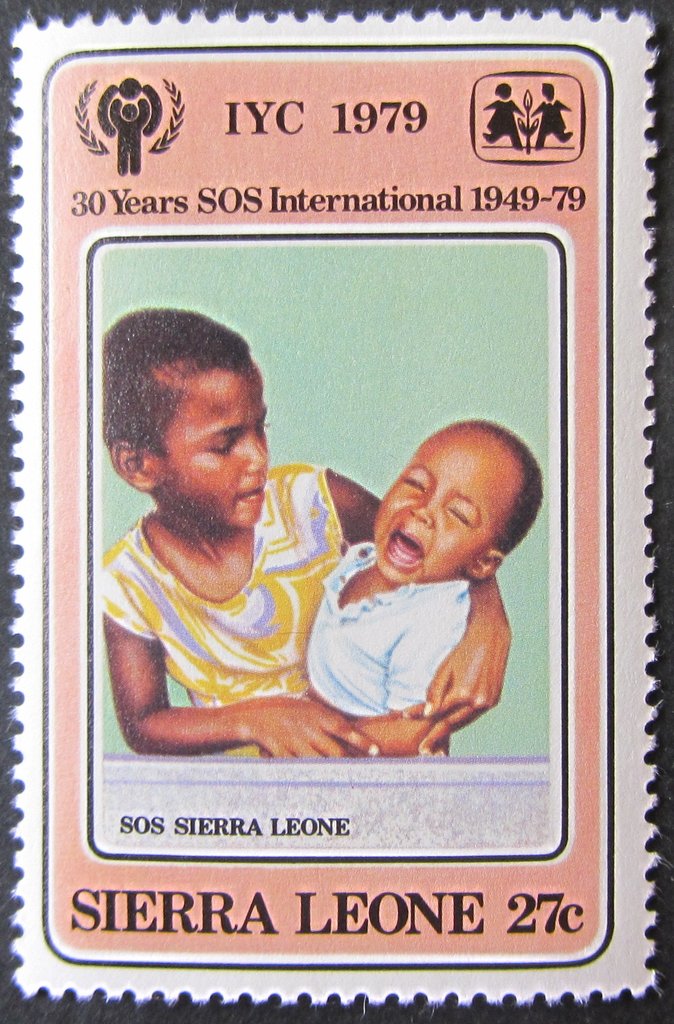 IYC 1979
30 Years SOS International 1949-79
SOS SIERRA LEONE
SIERRA LEONE 27c